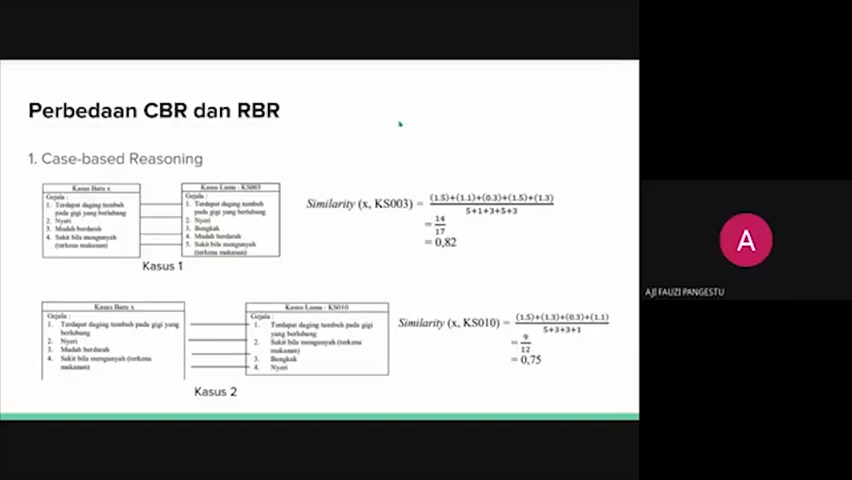 Perbedaan CBR dan RBR
1. Case-based Reasoning
Kasus Baru x
Gejala :
1. Terdapat daging tumbuh
pada gigi yang berlubang
2. Nyeri
3. Mudah berdarah
4. Sakit bila mengunyah
(terkena makanan)
Kasus Lama : KS003
Gejala :
1. Terdapat daging tumbuh
pada gigi yang berlubang
2. Nyeri
3. Bengkak
4. Mudah berdarah
5. Sakit bila mengunyah
(terkena makanan)
Kasus 1
Similarity (x, KS003) = (1.5)+(1.1)+(0.3)+(1.5)+(1.3)
5+1+3+5+3
= 14
17
= 0,82
Kasus Baru x
Gejala :
1. Terdapat daging tumbuh pada gigi yang
berlubang
2. Nyeri
3. Mudah berdarah
4. Sakit bila mengunyah (terkena
makanan)
Kasus Lama : KS010
Gejala :
1. Terdapat daging tumbuh pada gigi
yang berlubang
2. Sakit bila mengunyah (terkena
makanan)
3. Bengkak
4. Nyeri
Kasus 2
Similarity (x, KS010) = (1.5)+(1.3)+(0.3)+(1.1)
5+3+3+1
= 9
12
= 0,75
A
AJI FAUZI PANGESTU